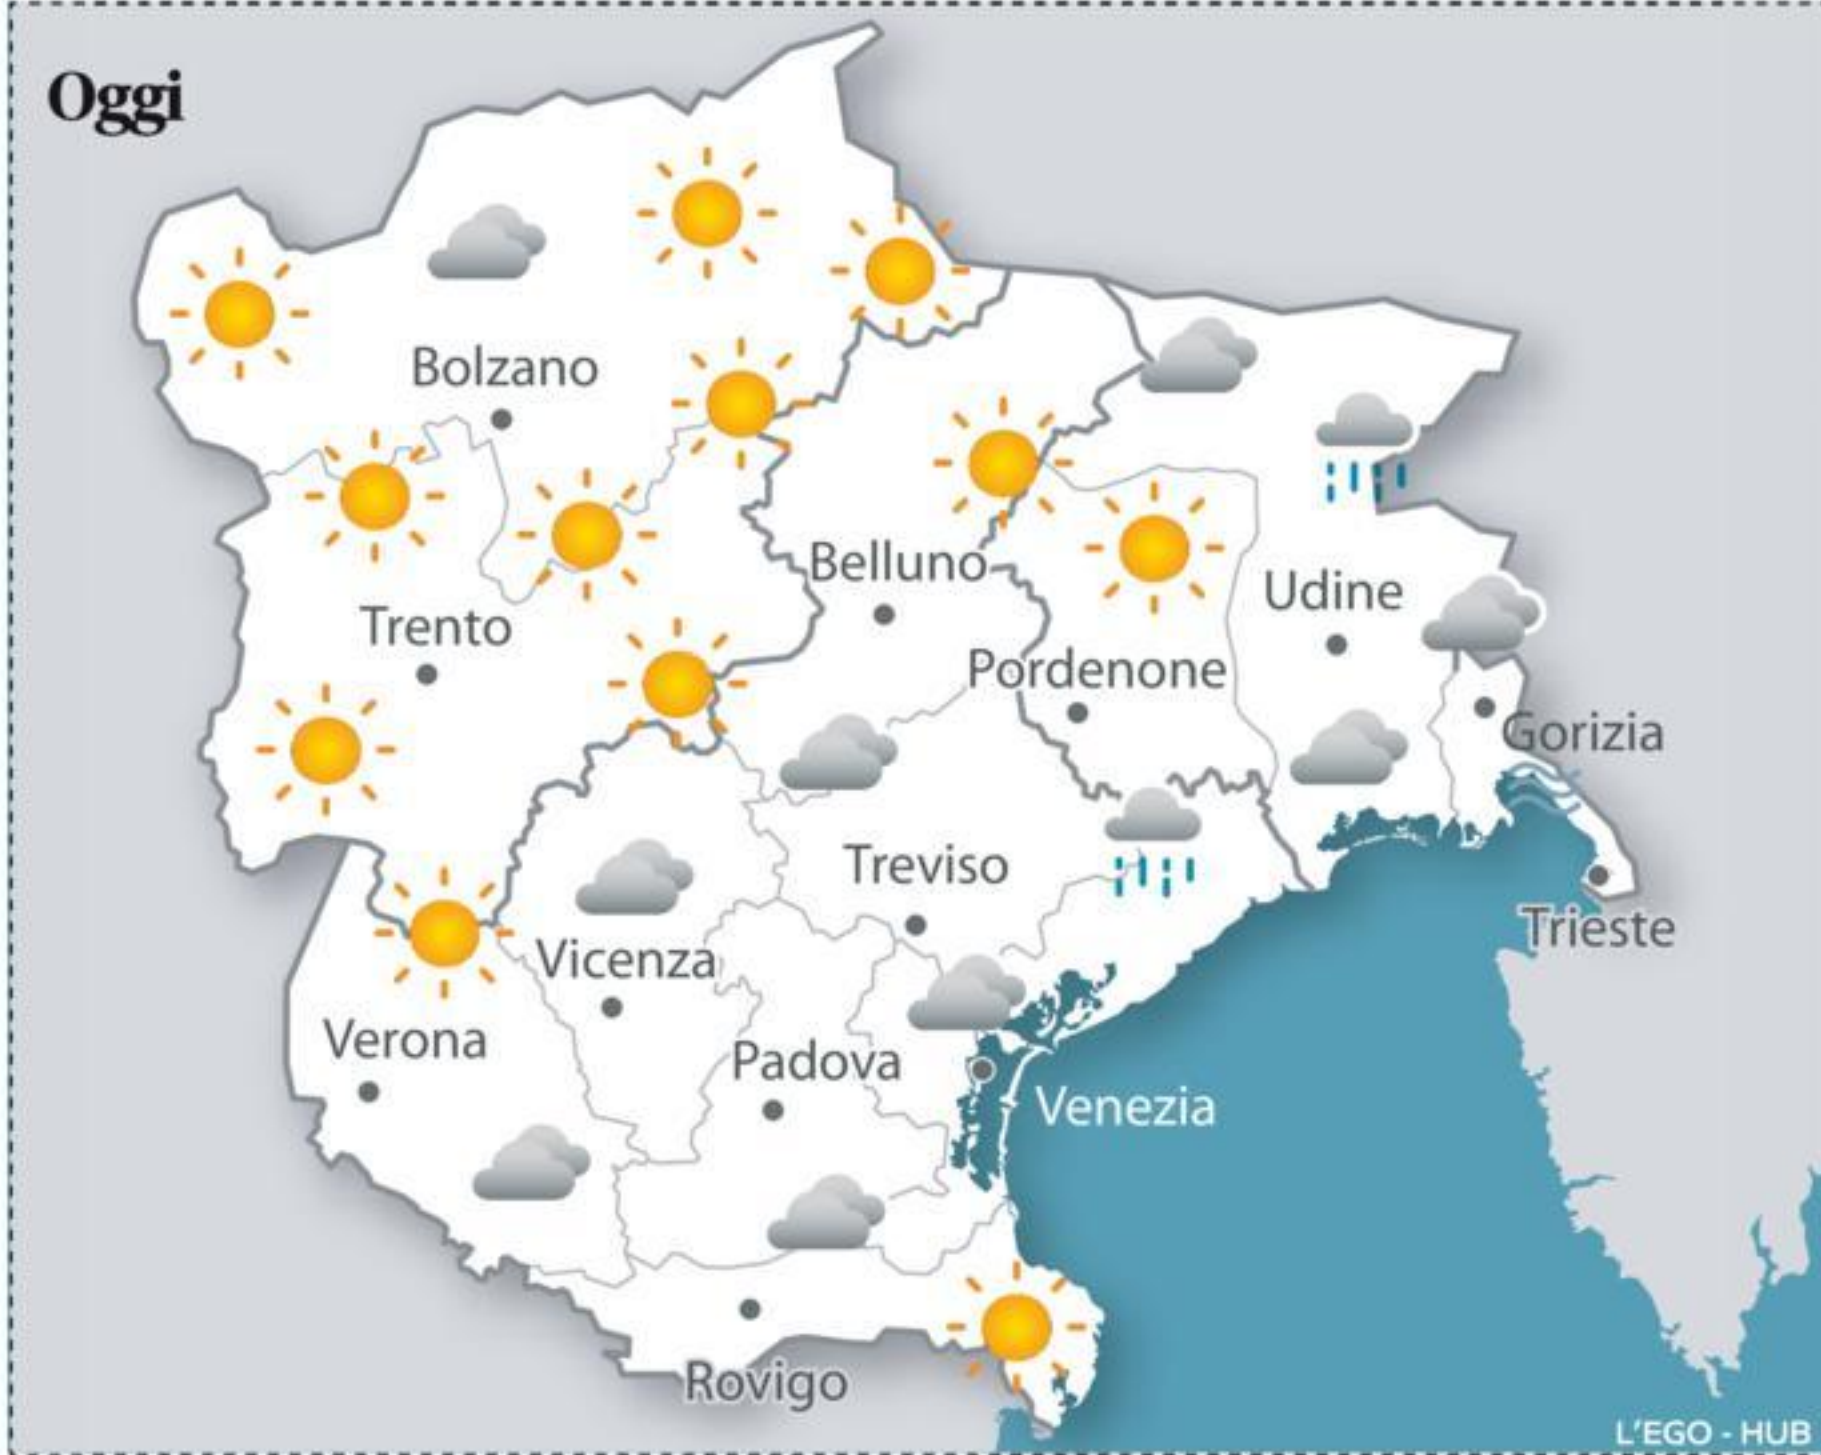 Oggi
Bolzano
Belluno
Udine
Trento
Pordenone
Gorizia
Treviso
Trieste
Vicenza
Verona
Padova
Venezia
Rovigo
L'EGO - HUB